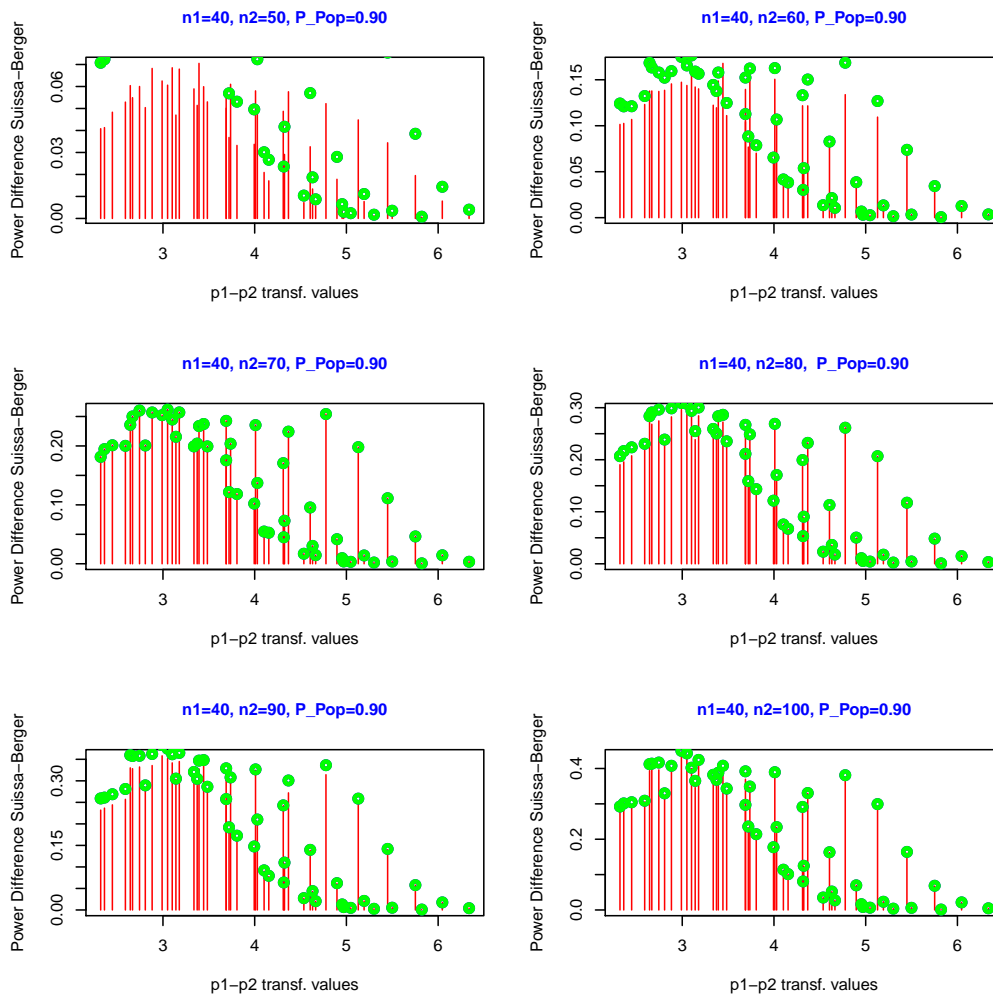 n1=40, n2=50, P_Pop=0.90
Power Difference Suissa−Berger
0.00
0.03
0.06
3
4
5
6
p1−p2 transf. values
n1=40, n2=60, P_Pop=0.90
Power Difference Suissa−Berger
0.00
0.05
0.10
0.15
3
4
5
6
p1−p2 transf. values
n1=40, n2=70, P_Pop=0.90
Power Difference Suissa−Berger
0.00
0.10
0.20
3
4
5
6
p1−p2 transf. values
n1=40, n2=80,  P_Pop=0.90
Power Difference Suissa−Berger
0.00
0.10
0.20
0.30
3
4
5
6
p1−p2 transf. values
n1=40, n2=90, P_Pop=0.90
Power Difference Suissa−Berger
0.00
0.15
0.30
3
4
5
6
p1−p2 transf. values
n1=40, n2=100, P_Pop=0.90
Power Difference Suissa−Berger
0.0
0.2
0.4
3
4
5
6
p1−p2 transf. values